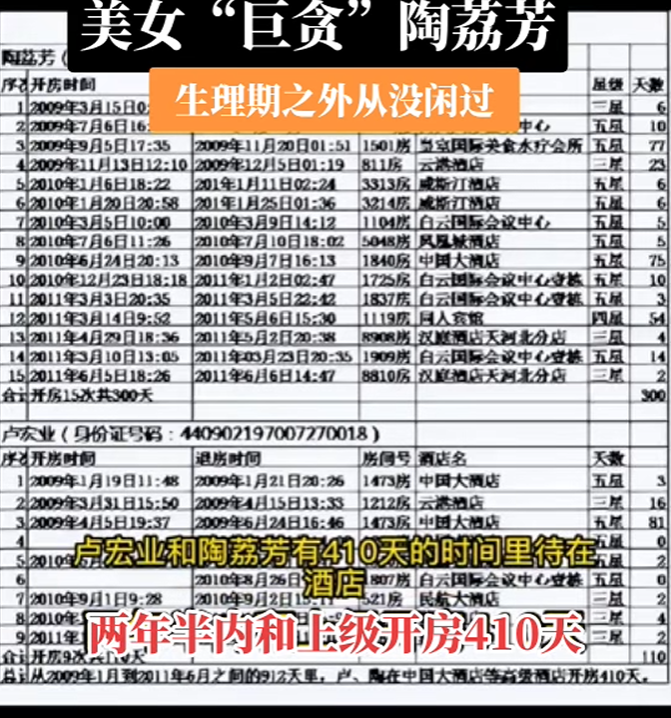 美女“巨贪”陶荔芳
陶荔芳（
生理期之外从没闲过
开房时间 星级 天数
1 2009年3月15日0 三星 6
2 2009年7月6日16 中心 五星 10
3 2009年9月5日17:35 2009年11月20日01:51 1501房 皇室国际美食水疗会所 五星 77
4 2009年11月13日12:10 2009年12月5日01:19 811房 云港酒店 三星 23
5 2010年1月6日18:22 201年1月11日02:24 3313房 威斯汀酒店 五星 6
6 2010年1月20日20:58 201年1月25日01:36 3214房 威斯汀酒店 五星 6
7 2010年3月5日10:00 2010年3月9日14:12 1104房 白云国际会议中心 五星 5
8 2010年7月6日11:26 2010年7月10日18:02 5048房 凤凰城酒店 五星 5
9 2010年6月24日20:13 2010年9月7日16:13 1840房 中国大酒店 五星 75
10 2010年12月23日18:18 2011年1月2日02:47 1725房 白云国际会议中心壹栋 五星 10
11 2011年3月3日20:35 2011年3月5日22:42 1837房 白云国际会议中心壹栋 五星 3
12 2011年3月14日9:52 2011年5月6日15:30 1119房 同人宾馆 四星 54
13 2011年4月29日18:36 2011年5月2日20:38 8908房 汉庭酒店天河北分店 三星 4
14 2011年3月10日13:05 2011年03月23日20:35 1909房 白云国际会议中心壹栋 五星 14
15 2011年6月5日18:26 2011年6月6日14:47 8810房 汉庭酒店天河北分店 三星 2
合计 开房15次共300天 300
卢宏业（身份证号码：440902197007270018）
开房时间 退房时间 房间号 酒店名 天数
1 2009年1月19日11:48 2009年1月21日20:26 1473房 中国大酒店 五星 3
2 2009年3月31日15:50 2009年4月15日13:33 1212房 云港酒店 三星 16
3 2009年4月5日19:37 2009年6月24日16:46 1473房 中国大酒店 五星 81
4 五星 0
卢宏业和陶荔芳有410天的时间里待在
酒店
5 2010年 五星 2
6 2010年8月26日 1807房 白云国际会议中心壹栋 五星 0
7 2010年9月1日9:28 2010年9月2日 521房 民航大酒店 三星 2
两年半内和上级开房410天
8 201 三星 4
9 2011年 三星 2
合计 开房9次共110天 110
总计 从2009年1月到2011年6月之间的912天里，卢、陶在中国大酒店等高级酒店开房410天。